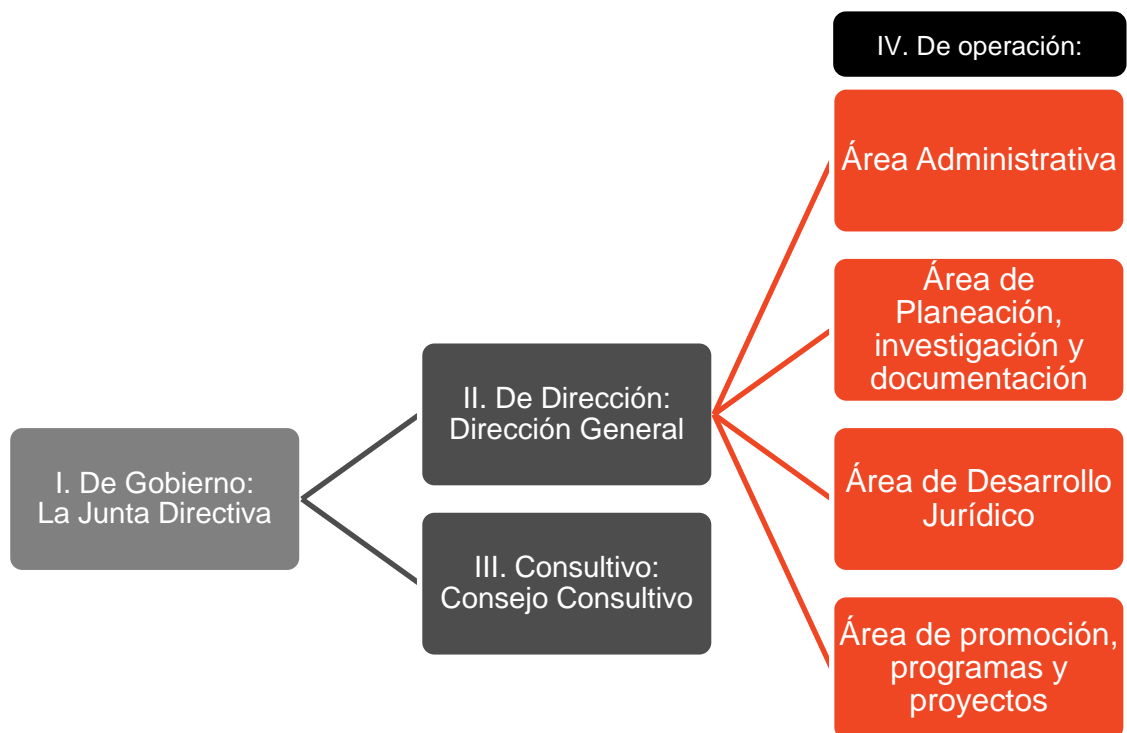 IV. De operación:
Área Administrativa
Área de
Planeación,
investigación y
documentación
II. De Dirección:
Dirección General
I. De Gobierno:
La Junta Directiva
Área de Desarrollo
Jurídico
III. Consultivo:
Consejo Consultivo
Área de promoción,
programas y
proyectos